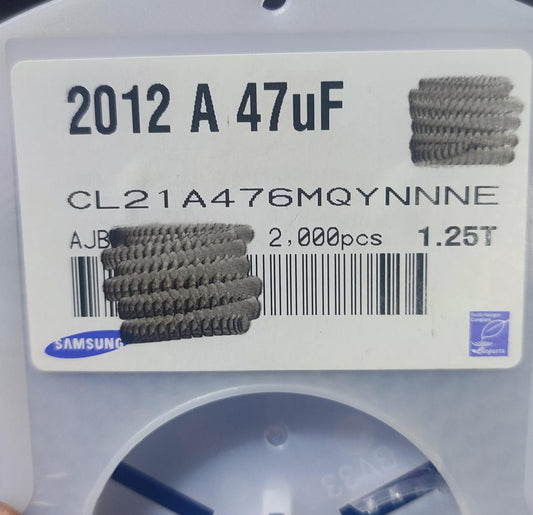 2012 A 47uF
CL21A476MQYNNNE
AJB 2,000pcs 1.25T
SAMSUNG